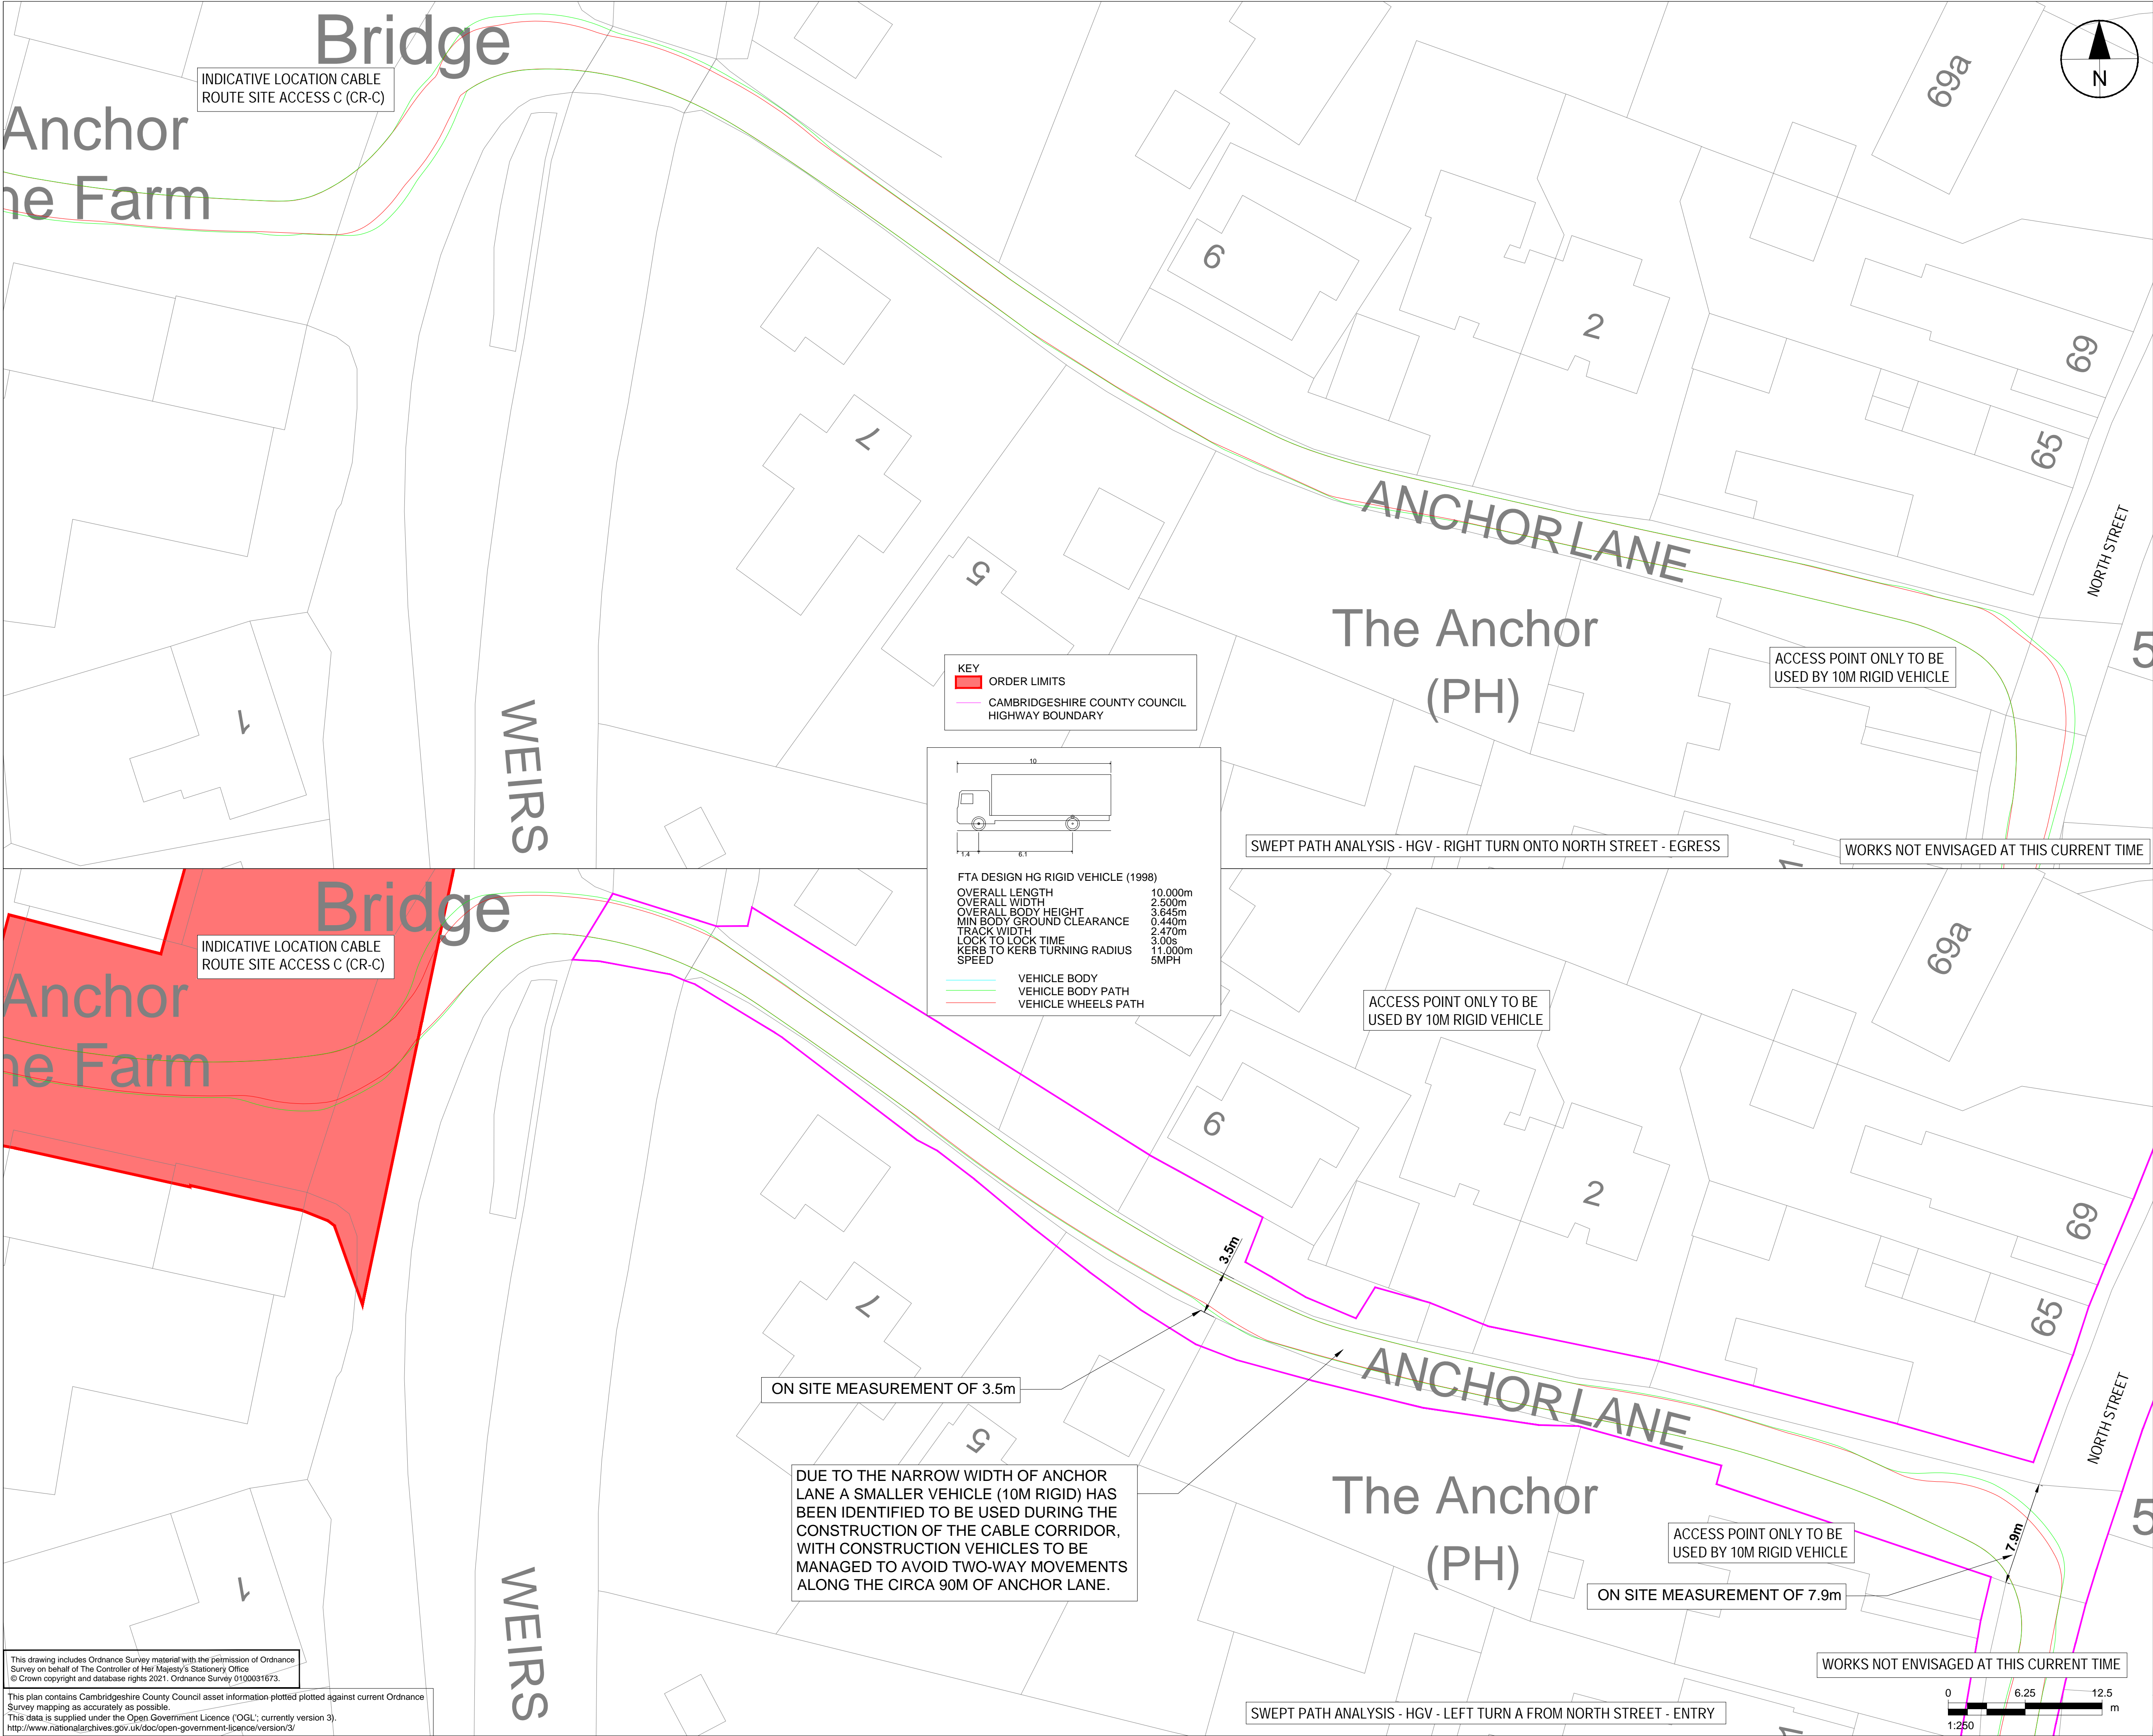 Bridge
INDICATIVE LOCATION CABLE
ROUTE SITE ACCESS C (CR-C)
Anchor
ne Farm
69a
N
6
2
69
7
65
ANCHOR LANE
NORTH STREET
5
The Anchor
(PH)
5
ACCESS POINT ONLY TO BE
USED BY 10M RIGID VEHICLE
KEY
ORDER LIMITS
CAMBRIDGESHIRE COUNTY COUNCIL
HIGHWAY BOUNDARY
1
WEIRS
SWEPT PATH ANALYSIS - HGV - RIGHT TURN ONTO NORTH STREET - EGRESS
WORKS NOT ENVISAGED AT THIS CURRENT TIME
1
10
1.4
6.1
FTA DESIGN HG RIGID VEHICLE (1998)
OVERALL LENGTH 10.000m
OVERALL WIDTH 2.500m
OVERALL BODY HEIGHT 3.645m
MIN BODY GROUND CLEARANCE 0.440m
TRACK WIDTH 2.470m
LOCK TO LOCK TIME 3.00s
KERB TO KERB TURNING RADIUS 11.000m
SPEED 5MPH
VEHICLE BODY
VEHICLE BODY PATH
VEHICLE WHEELS PATH
Bridge
INDICATIVE LOCATION CABLE
ROUTE SITE ACCESS C (CR-C)
Anchor
ne Farm
69a
ACCESS POINT ONLY TO BE
USED BY 10M RIGID VEHICLE
6
2
69
3.5m
7
65
ON SITE MEASUREMENT OF 3.5m
ANCHOR LANE
NORTH STREET
5
DUE TO THE NARROW WIDTH OF ANCHOR
LANE A SMALLER VEHICLE (10M RIGID) HAS
BEEN IDENTIFIED TO BE USED DURING THE
CONSTRUCTION OF THE CABLE CORRIDOR,
WITH CONSTRUCTION VEHICLES TO BE
MANAGED TO AVOID TWO-WAY MOVEMENTS
ALONG THE CIRCA 90M OF ANCHOR LANE.
The Anchor
(PH)
5
7.9m
ACCESS POINT ONLY TO BE
USED BY 10M RIGID VEHICLE
ON SITE MEASUREMENT OF 7.9m
1
WEIRS
This drawing includes Ordnance Survey material with the permission of Ordnance
Survey on behalf of The Controller of Her Majesty's Stationery Office
© Crown copyright and database rights 2021. Ordnance Survey 0100031673.
This plan contains Cambridgeshire County Council asset information plotted plotted against current Ordnance
Survey mapping as accurately as possible.
This data is supplied under the Open Government Licence ('OGL'; currently version 3).
http://www.nationalarchives.gov.uk/doc/open-government-licence/version/3/
WORKS NOT ENVISAGED AT THIS CURRENT TIME
SWEPT PATH ANALYSIS - HGV - LEFT TURN A FROM NORTH STREET - ENTRY
1
0 6.25 12.5
m
1:250